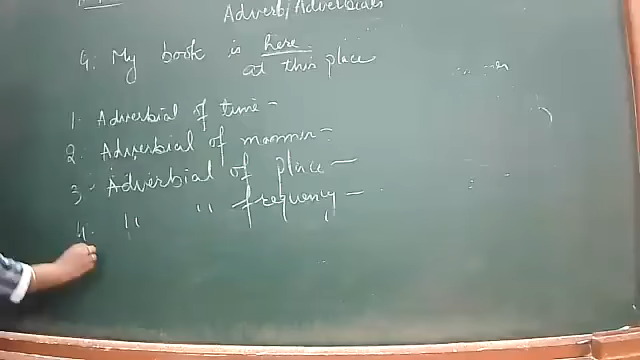 Adverb/Adverbials
4. My book is here.
at this place
1. Adverbial of time -
2. Adverbial of manner =
3. Adverbial of place -
4. " " frequency -